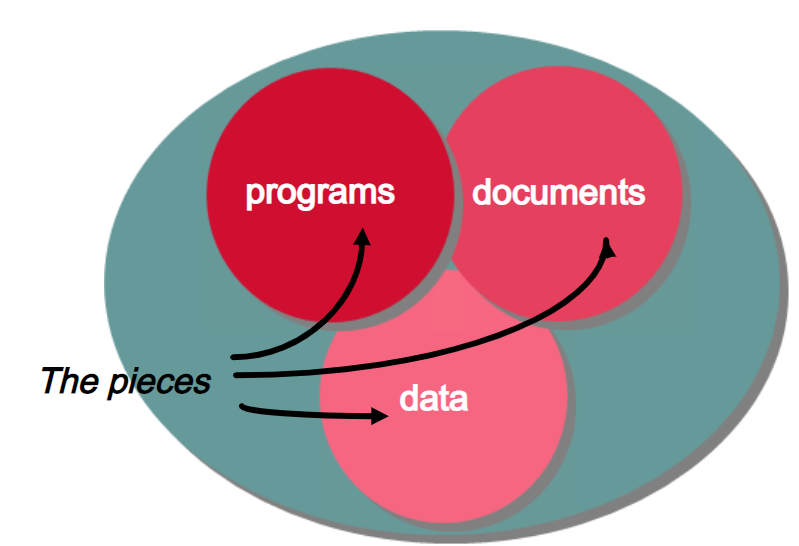 programs
documents
The pieces
data